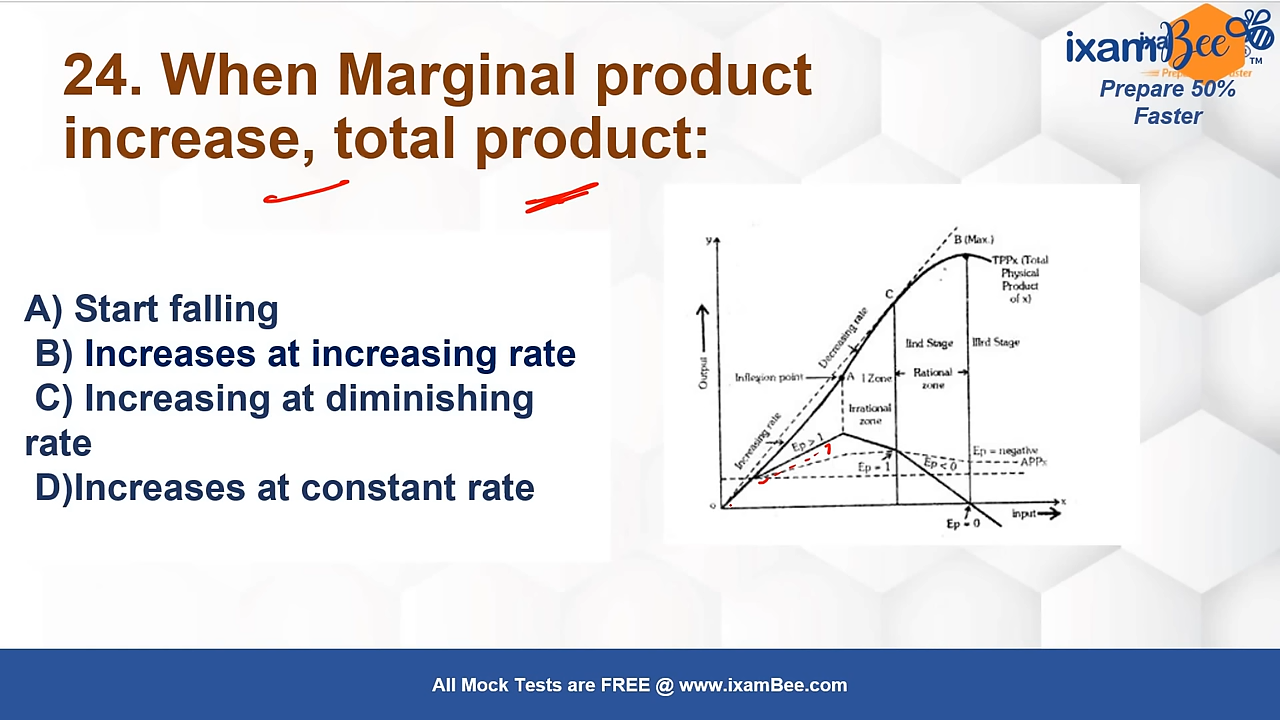 24. When Marginal product
increase, total product:
ixamBee
TM
Prepare 50%
Faster
A) Start falling
B) Increases at increasing rate
C) Increasing at diminishing
rate
D)Increases at constant rate
y
B (Max.)
TPPx (Total
Physical
Product
of x)
C
Decreasing rate
IInd Stage
IIIrd Stage
Output
Inflexion point
A
I Zone
Rational
zone
Irrational
zone
Increasing rate
Ep > 1
Ep = 1
Ep < 0
Ep = negative
APPx
o
x
input
Ep = 0
All Mock Tests are FREE @ www.ixamBee.com